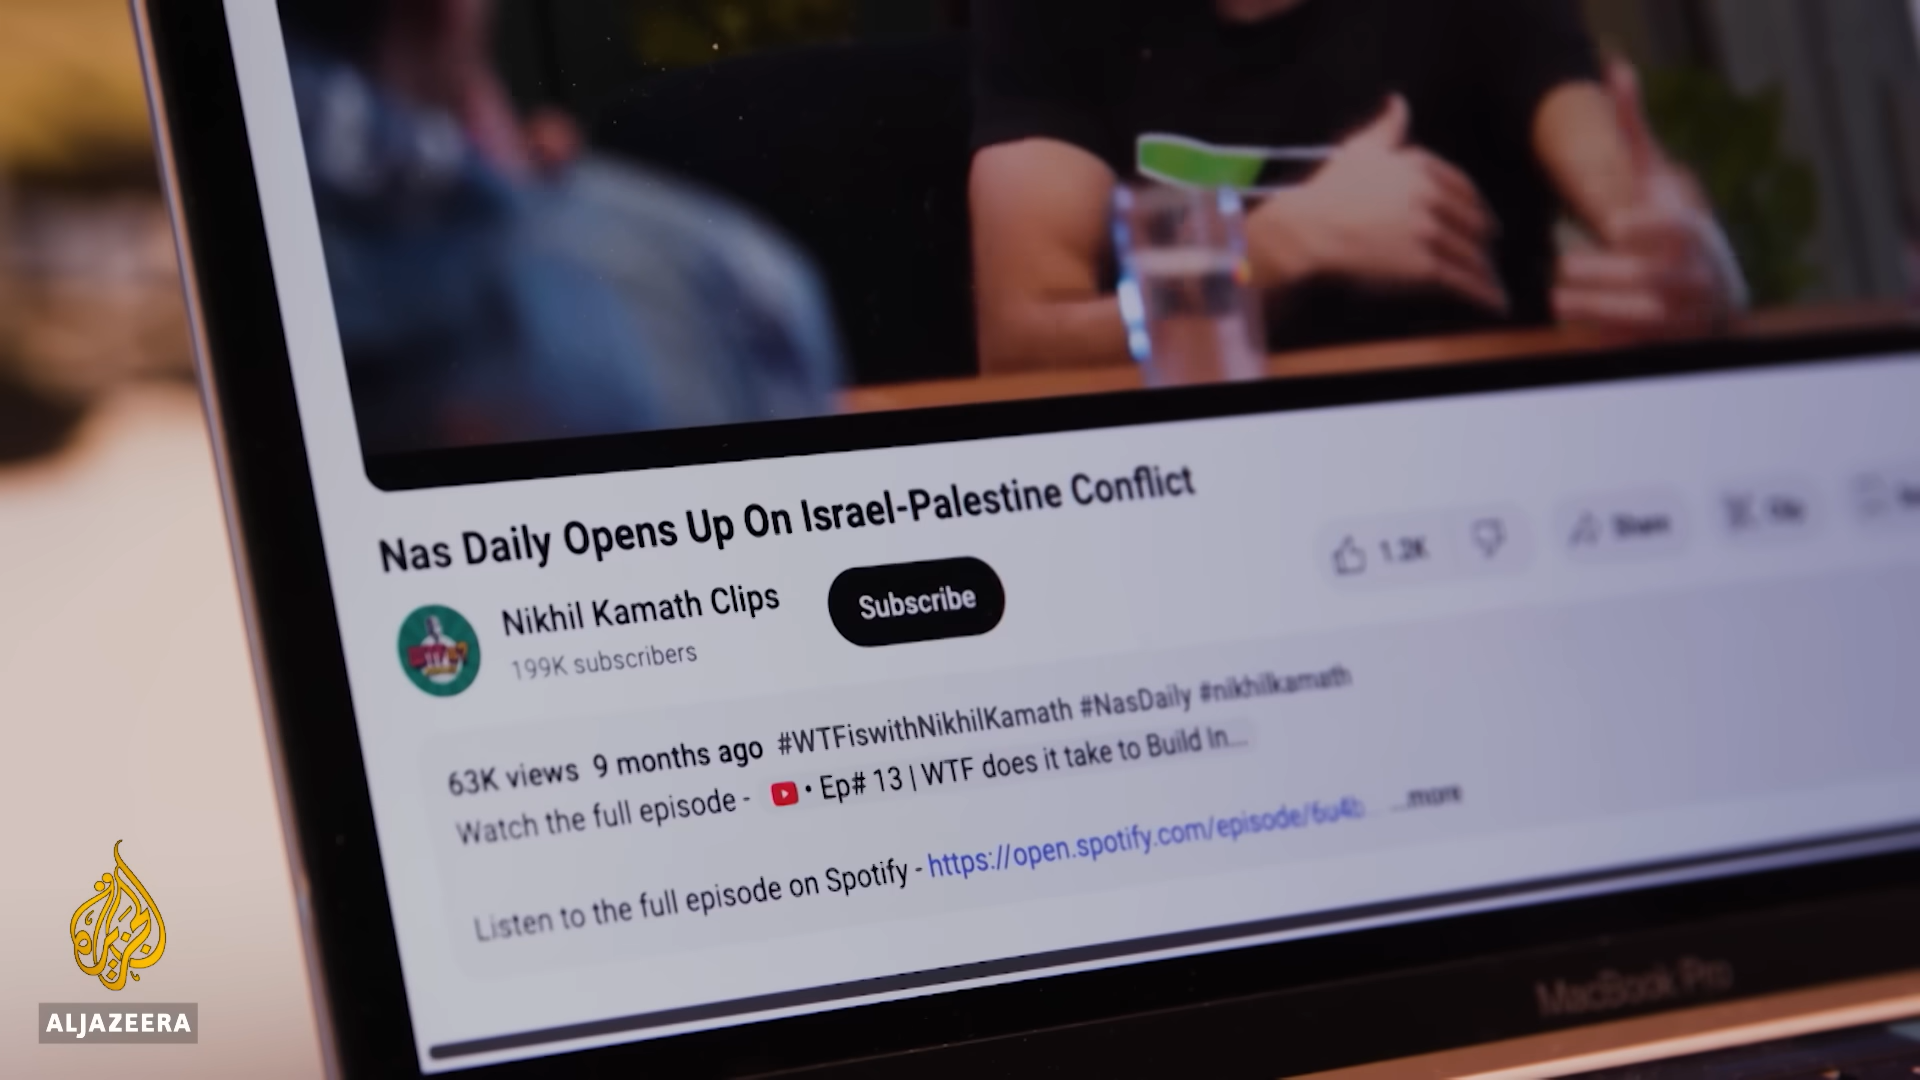 Nas Daily Opens Up On Israel-Palestine Conflict
Nikhil Kamath Clips
199K subscribers
Subscribe
1.2K
Share
63K views 9 months ago #WTFiswithNikhilKamath #NasDaily #nikhilkamath
Watch the full episode - • Ep# 13 | WTF does it take to Build In...
Listen to the full episode on Spotify - https://open.spotify.com/episode/6u4b... ...more
MacBook Pro
ALJAZEERA